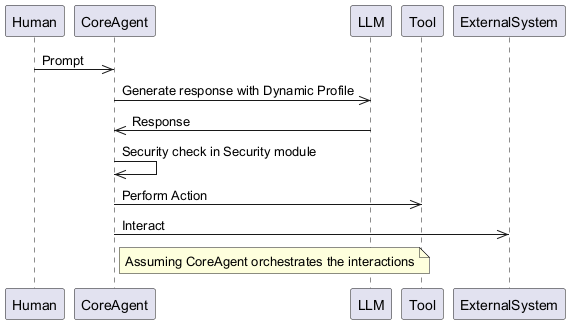 Human CoreAgent LLM Tool ExternalSystem
Prompt
Generate response with Dynamic Profile
Response
Security check in Security module
Perform Action
Interact
Assuming CoreAgent orchestrates the interactions
Human CoreAgent LLM Tool ExternalSystem